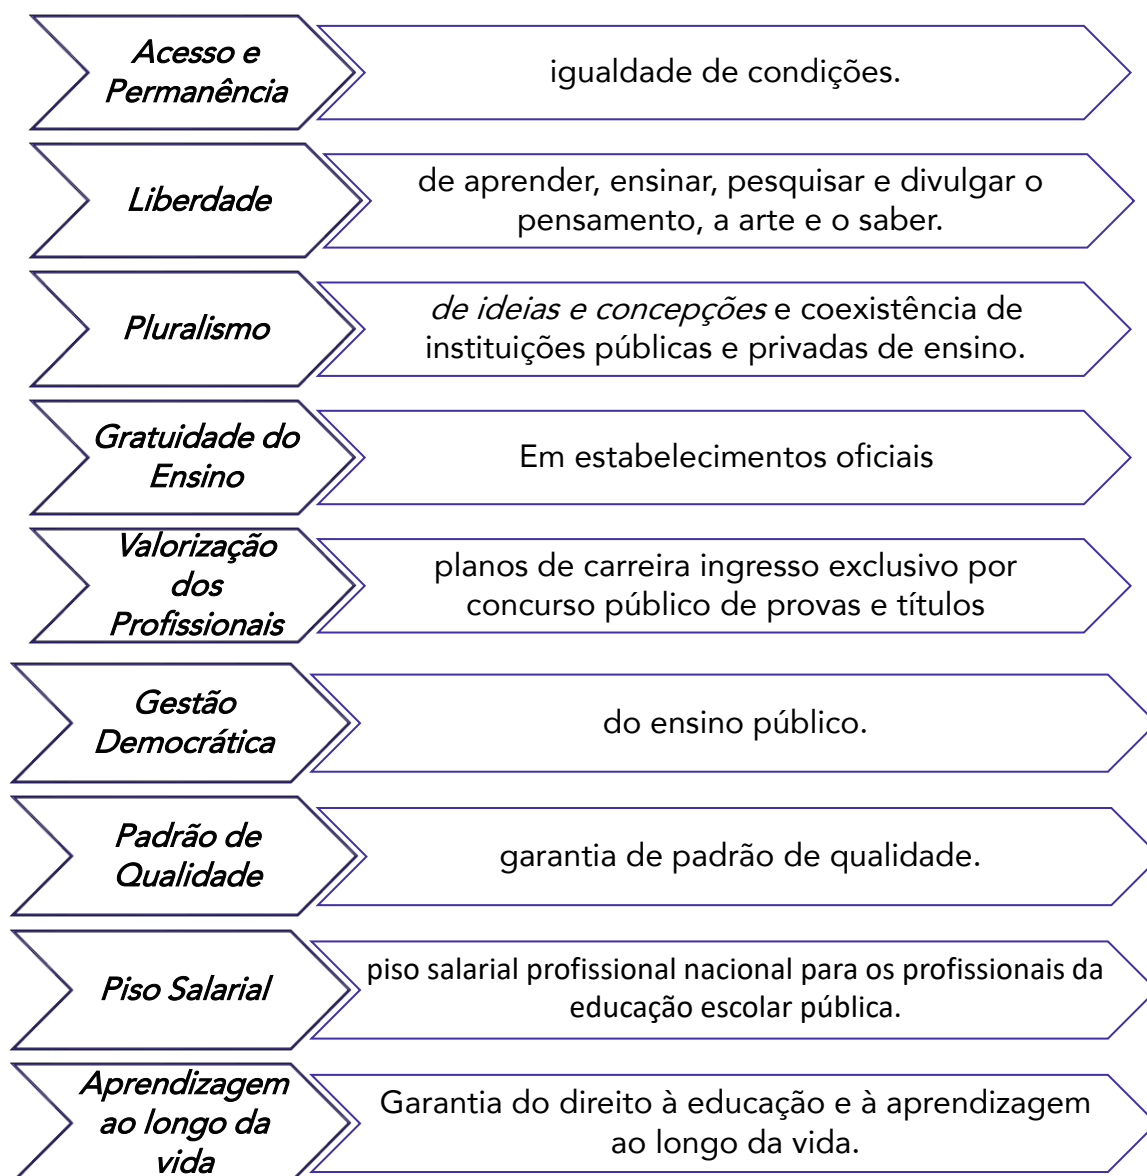 Acesso e
Permanência
igualdade de condições.
Liberdade
de aprender, ensinar, pesquisar e divulgar o
pensamento, a arte e o saber.
Pluralismo
de ideias e concepções e coexistência de
instituições públicas e privadas de ensino.
Gratuidade do
Ensino
Em estabelecimentos oficiais
Valorização
dos
Profissionais
planos de carreira ingresso exclusivo por
concurso público de provas e títulos
Gestão
Democrática
do ensino público.
Padrão de
Qualidade
garantia de padrão de qualidade.
Piso Salarial
piso salarial profissional nacional para os profissionais da
educação escolar pública.
Aprendizagem
ao longo da
vida
Garantia do direito à educação e à aprendizagem
ao longo da vida.